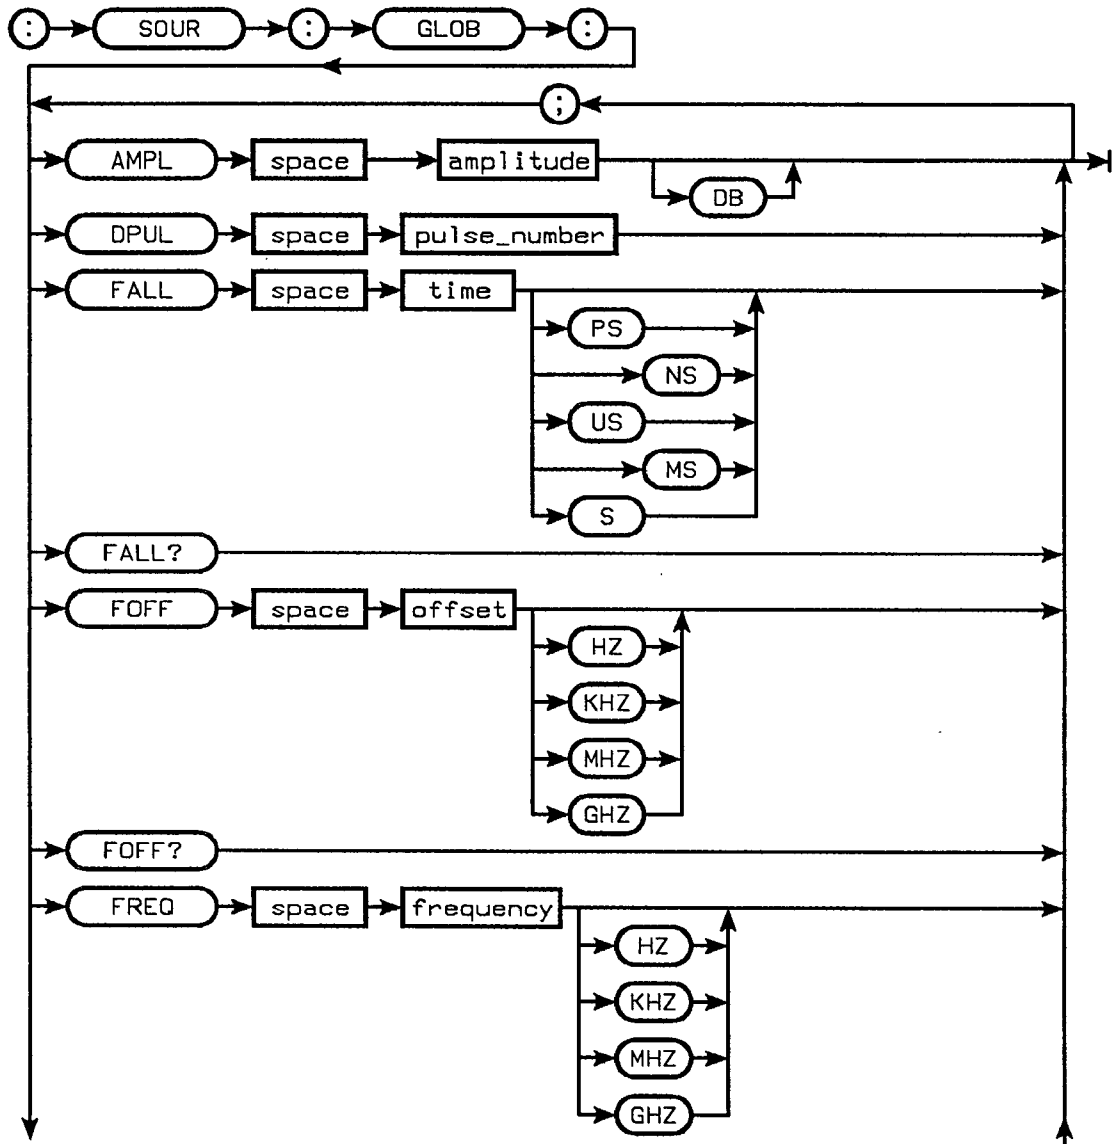 : SOUR : GLOB :
;
AMPL space amplitude
DB
DPUL space pulse_number
FALL space time
PS
NS
US
MS
S
FALL?
FOFF space offset
HZ
KHZ
MHZ
GHZ
FOFF?
FREQ space frequency
HZ
KHZ
MHZ
GHZ